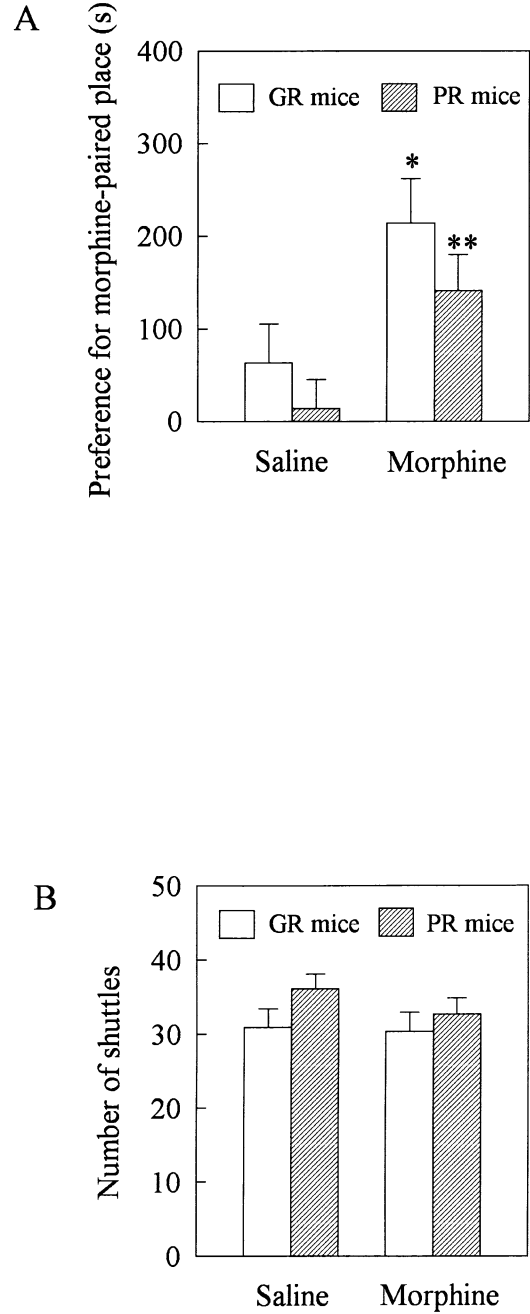 A
Preference for morphine-paired place (s)
400
300
200
100
0
GR mice
PR mice
*
**
Saline
Morphine
B
Number of shuttles
50
40
30
20
10
0
GR mice
PR mice
Saline
Morphine